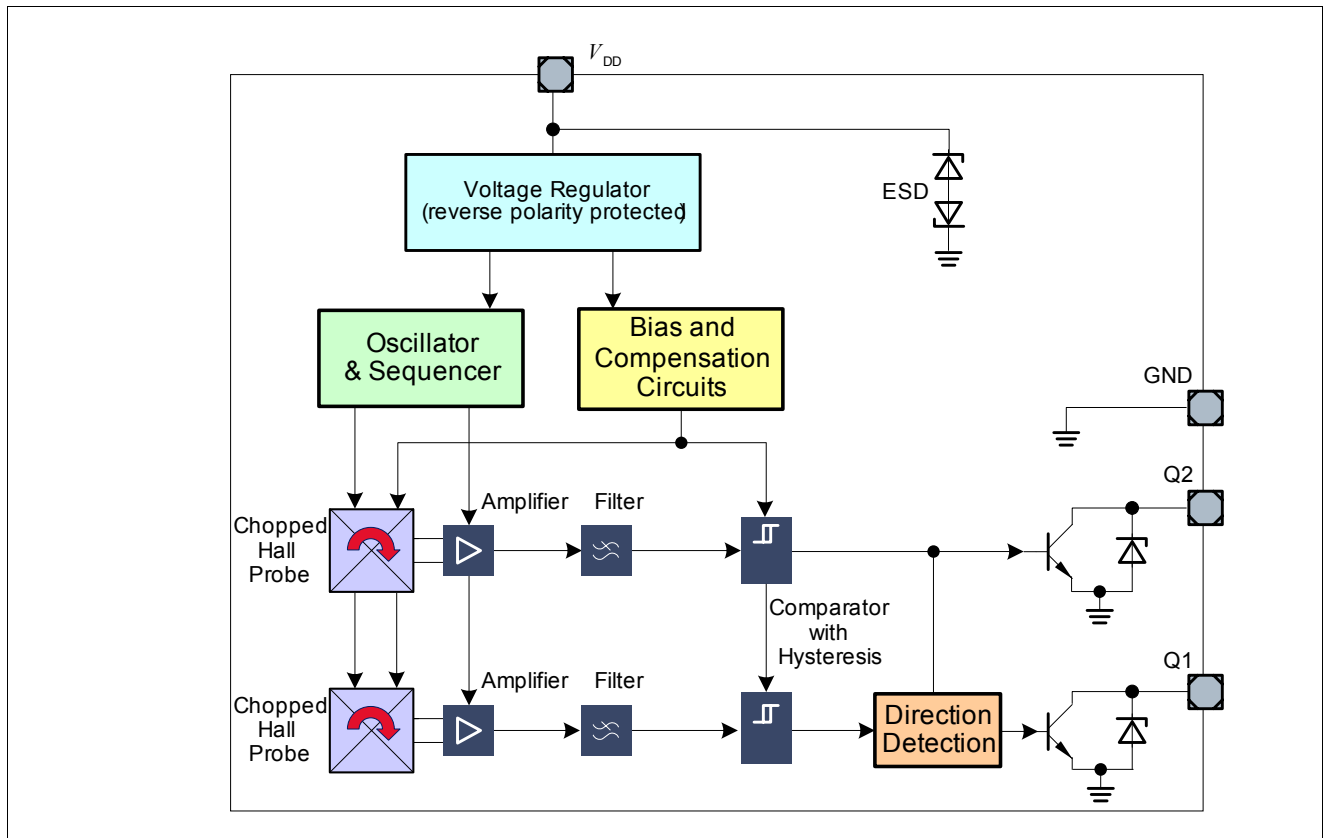 VDD
Voltage Regulator
(reverse polarity protected)
ESD
Oscillator
& Sequencer
Bias and
Compensation
Circuits
GND
Q2
Amplifier
Filter
Chopped
Hall
Probe
Comparator
with
Hysteresis
Q1
Amplifier
Filter
Chopped
Hall
Probe
Direction
Detection